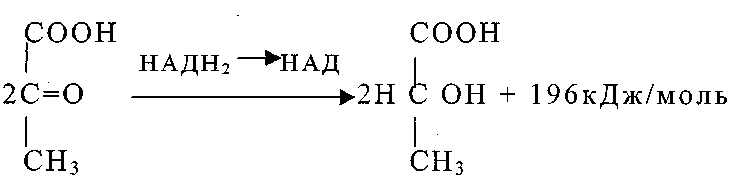 COOH COOH
НАДН₂ → НАД
2C=O → 2H C OH + 196кДж/моль
CH₃ CH₃